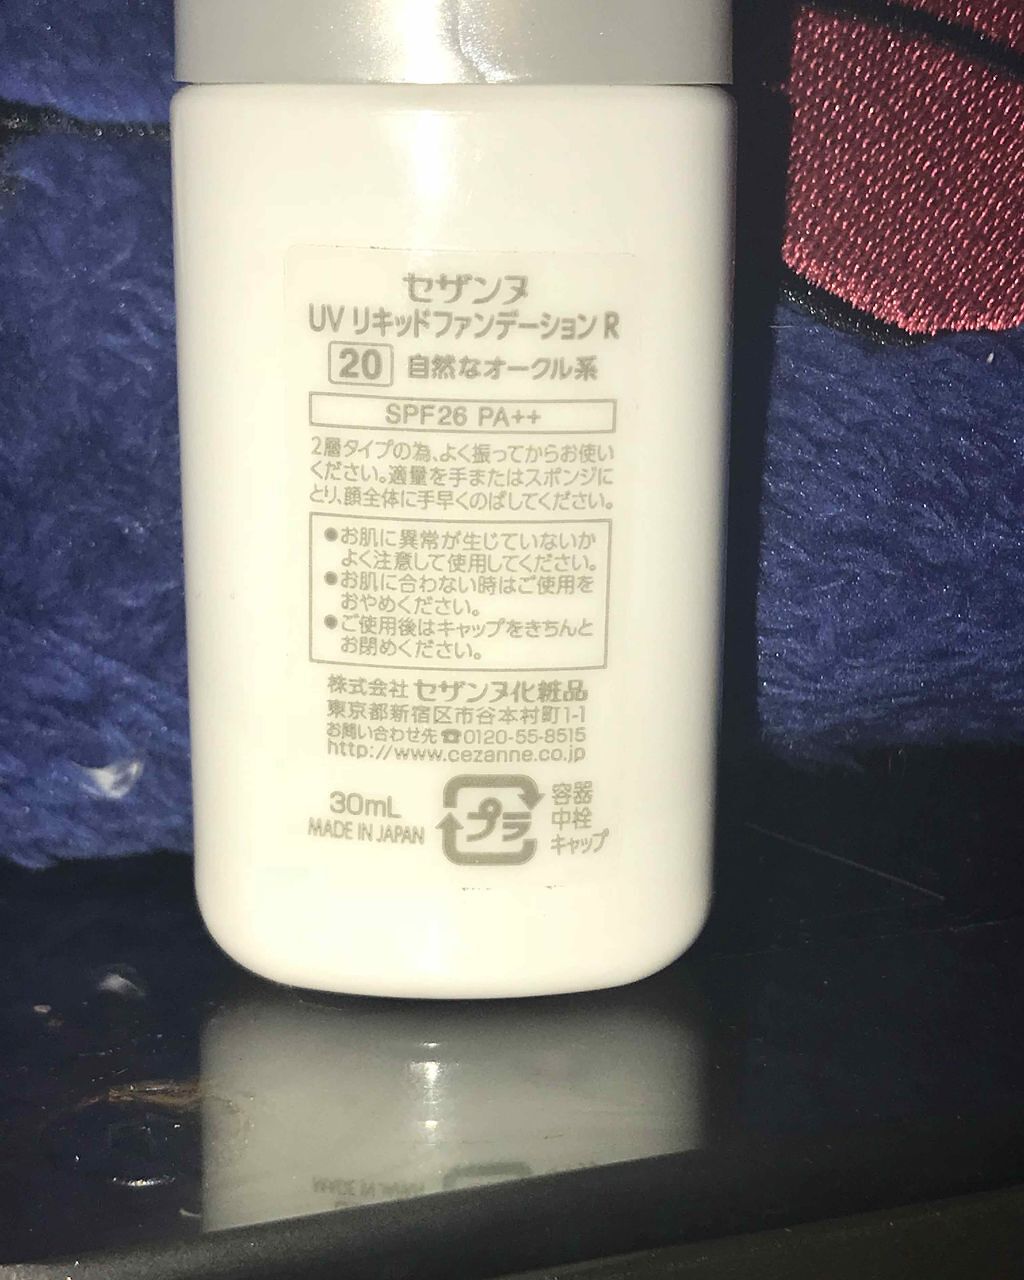 セザンヌ
UV リキッドファンデーション R
20 自然なオークル系
SPF26 PA++
2層タイプの為、よく振ってからお使い
ください。適量を手またはスポンジに
とり、顔全体に手早くのばしてください。
●お肌に異常が生じていないか
よく注意して使用してください。
●お肌に合わない時はご使用を
おやめください。
●ご使用後はキャップをきちんと
お閉めください。
株式会社 セザンヌ化粧品
東京都新宿区市谷本村町1-1
お問い合わせ先☎0120-55-8515
http://www.cezanne.co.jp
30mL
MADE IN JAPAN
プラ
容器
中栓
キャップ